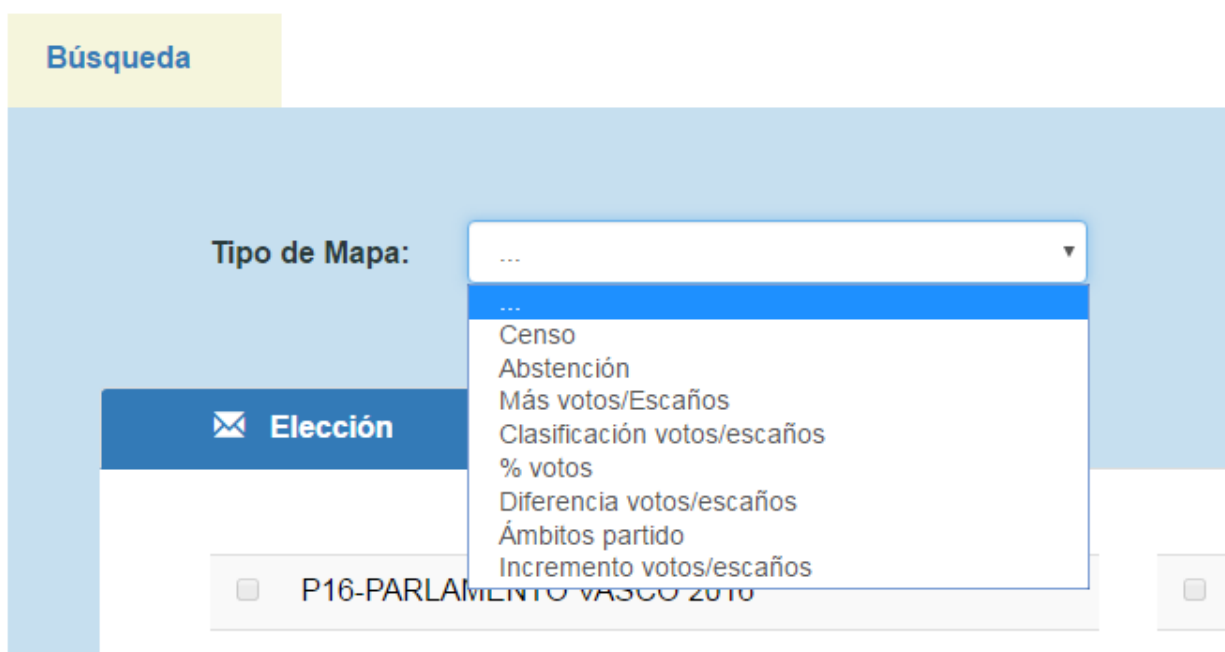 Búsqueda
Tipo de Mapa:
...
...
Censo
Abstención
Más votos/Escaños
Clasificación votos/escaños
% votos
Diferencia votos/escaños
Ámbitos partido
Incremento votos/escaños
Elección
P16-PARLAMENTO VASCO 2016